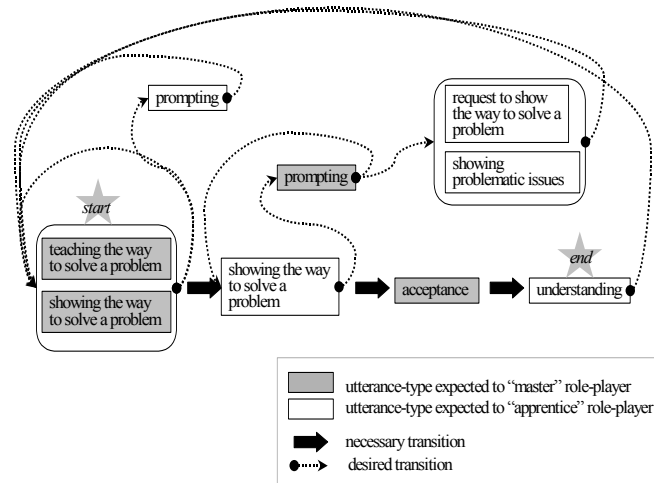 prompting
request to show
the way to solve a
problem
showing
problematic issues
prompting
start
teaching the way
to solve a problem
showing the way
to solve a problem
showing the way to
solve a problem
acceptance
end
understanding
utterance-type expected to “master” role-player
utterance-type expected to “apprentice” role-player
necessary transition
desired transition